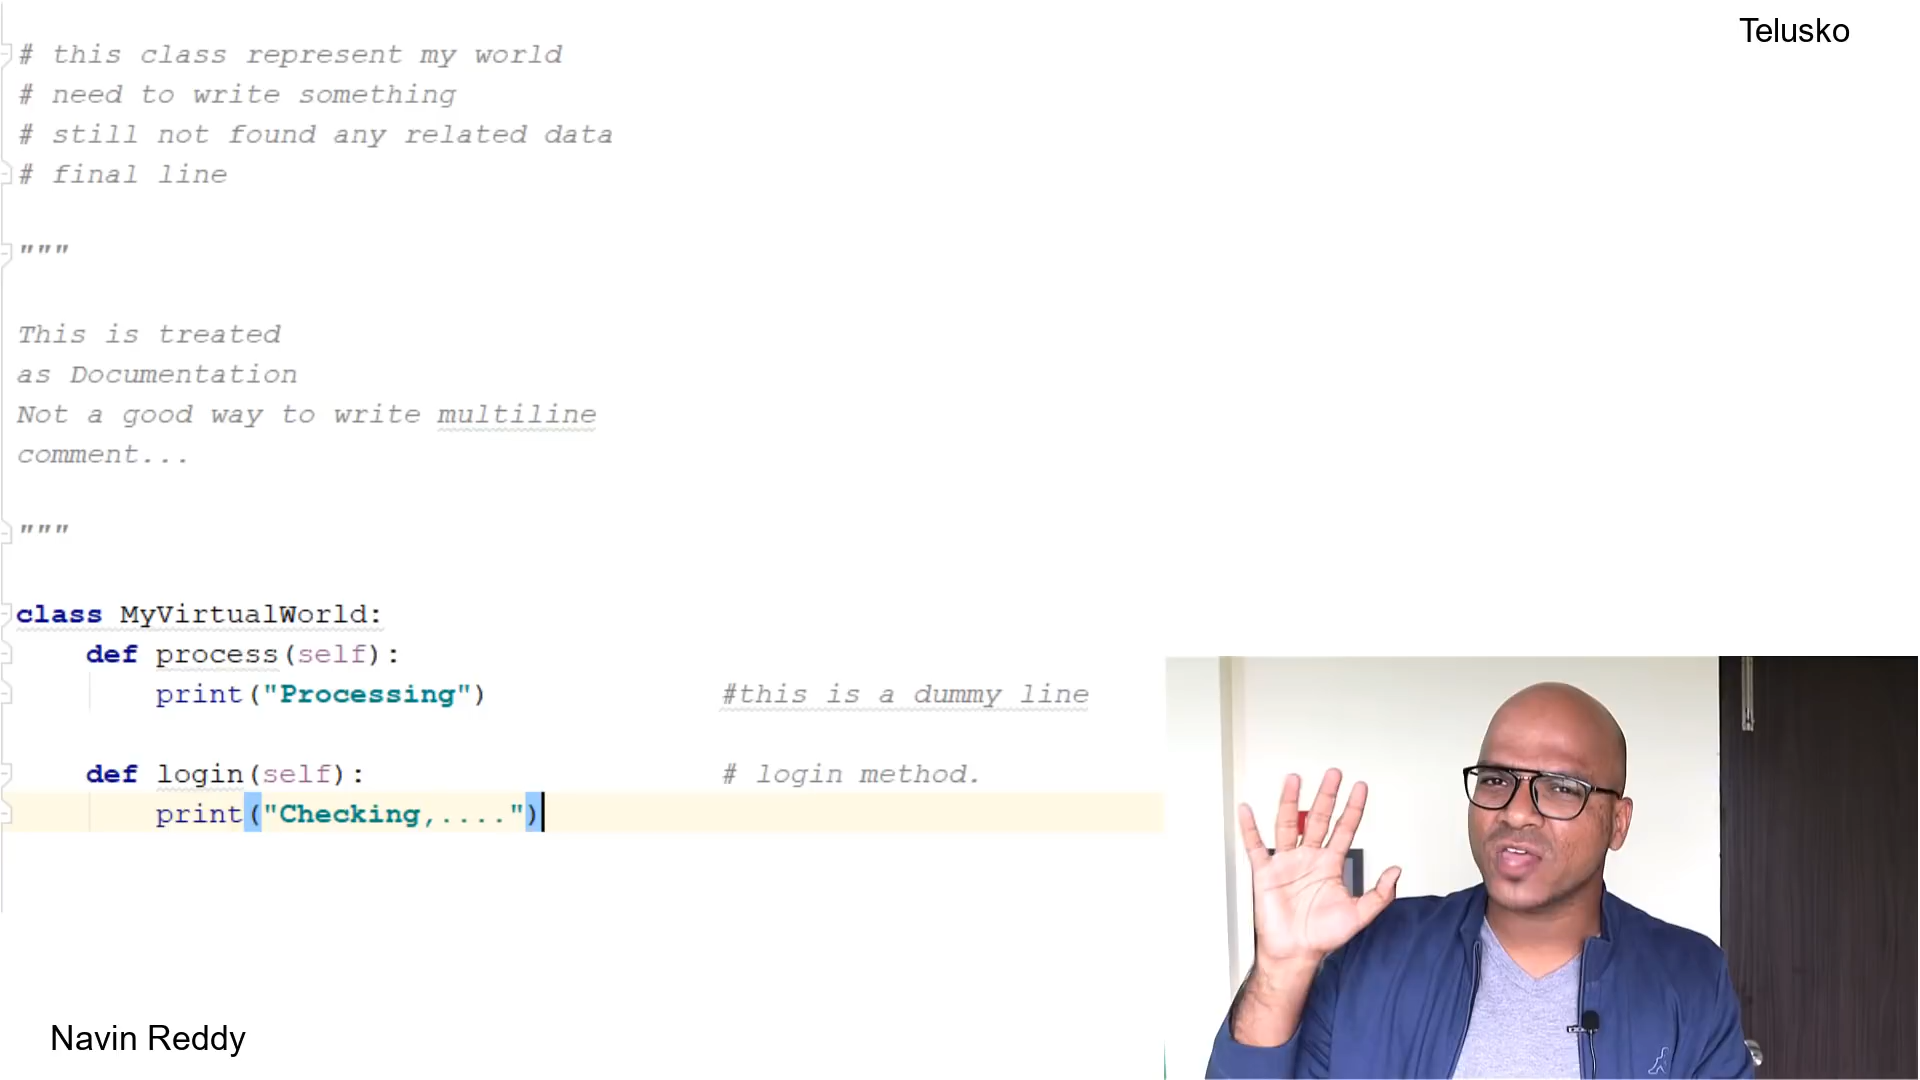 Telusko
# this class represent my world
# need to write something
# still not found any related data
# final line
"""
This is treated
as Documentation
Not a good way to write multiline
comment...
"""
class MyVirtualWorld:
    def process(self):
        print("Processing")             #this is a dummy line
    def login(self):                    # login method.
        print("Checking,....")
Navin Reddy